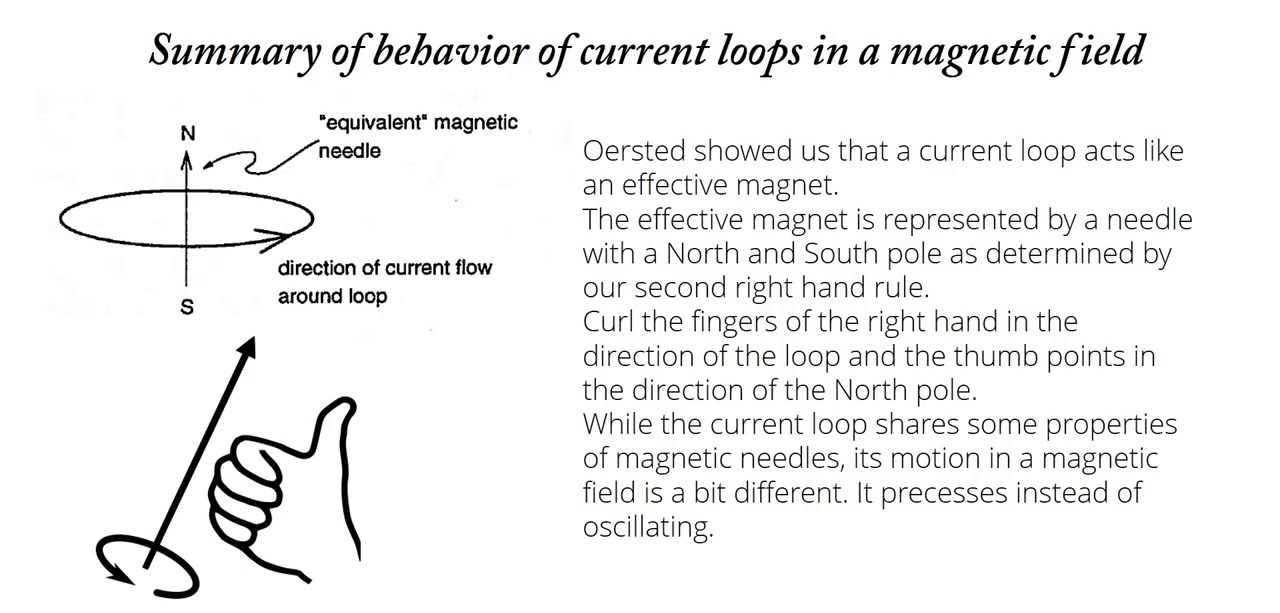 Summary of behavior of current loops in a magnetic field
N
"equivalent" magnetic
needle
direction of current flow
around loop
S
Oersted showed us that a current loop acts like
an effective magnet.
The effective magnet is represented by a needle
with a North and South pole as determined by
our second right hand rule.
Curl the fingers of the right hand in the
direction of the loop and the thumb points in
the direction of the North pole.
While the current loop shares some properties
of magnetic needles, its motion in a magnetic
field is a bit different. It precesses instead of
oscillating.